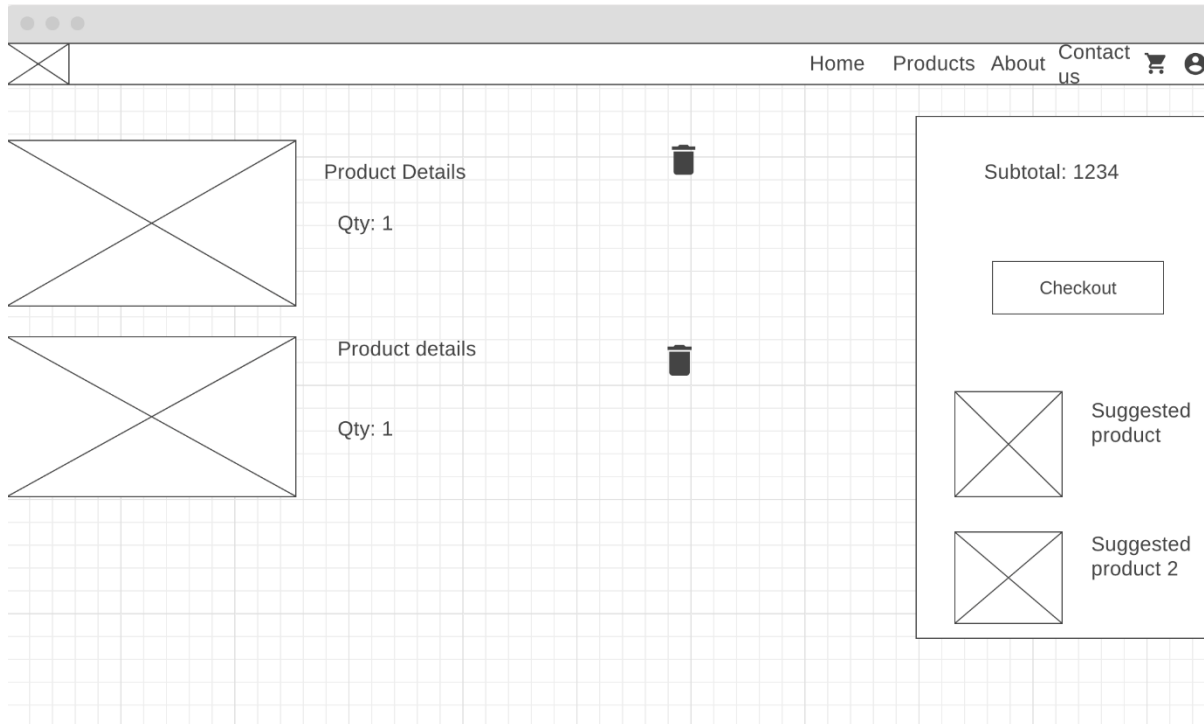 Home Products About Contact
us
Product Details
Qty: 1
Product details
Qty: 1
Subtotal: 1234
Checkout
Suggested
product
Suggested
product 2